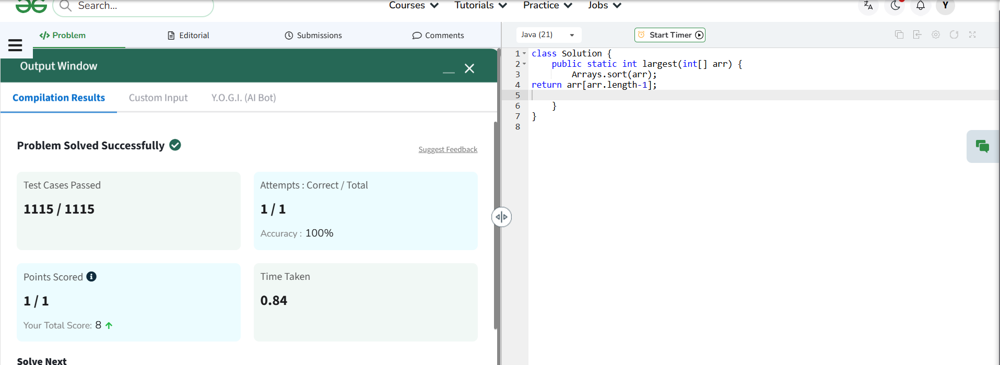 Search...
Courses Tutorials Practice Jobs
Y
</> Problem
Editorial
Submissions
Comments
Output Window
Compilation Results
Custom Input
Y.O.G.I. (AI Bot)
Problem Solved Successfully
Suggest Feedback
Test Cases Passed
1115 / 1115
Attempts : Correct / Total
1 / 1
Accuracy : 100%
Points Scored
1 / 1
Your Total Score: 8
Time Taken
0.84
Solve Next
Java (21)
Start Timer
1 class Solution {
2     public static int largest(int[] arr) {
3         Arrays.sort(arr);
4 return arr[arr.length-1];
5
6     }
7 }
8